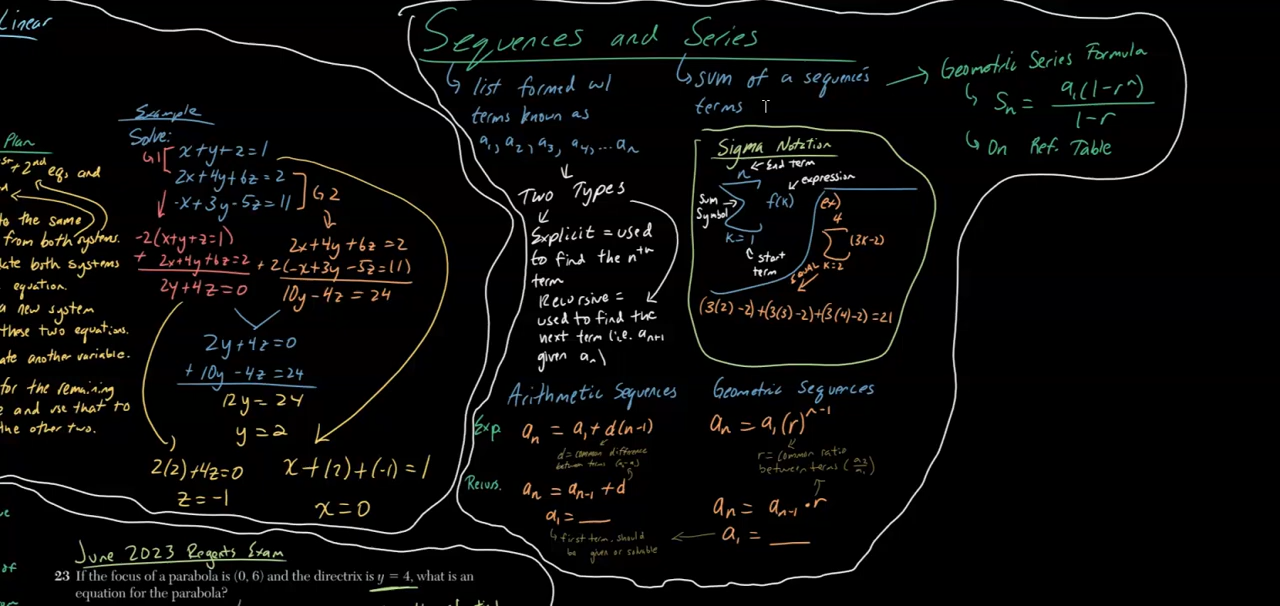 Linear
Plan
2nd eq, and
to the same
from both systems.
both systems
equation.
a new system
these two equations.
another variable.
for the remaining
and use that to
the other two.
of
Example
Solve:
x+y+z=1
2x+4y+6z=2
-x+3y-5z=11
G1
G2
-2(x+y+z=1)
+ 2x+4y+6z=2
2y+4z=0
2x+4y+6z=2
+ 2(-x+3y-5z=11)
10y-4z=24
2y+4z=0
+ 10y-4z=24
12y=24
y=2
2(2)+4z=0
z=-1
x+(2)+(-1)=1
x=0
June 2023 Regents Exam
23 If the focus of a parabola is (0, 6) and the directrix is y = 4, what is an
equation for the parabola?
Sequences and Series
list formed w/
terms known as
a₁, a₂, a₃, a₄, ... aₙ
Two Types
Explicit = used
to find the nᵗʰ
term
Recursive =
used to find the
next term (i.e. aₙ₊₁
given aₙ)
sum of a sequence's
terms
Sigma Notation
End term
n
expression
Sum
Symbol
Σ f(k)
k=1
start
term
ex)
4
Σ (3k-2)
k=2
(3(2)-2)+(3(3)-2)+(3(4)-2)=21
Geometric Series Formula
Sₙ = a₁(1-rⁿ)/1-r
On Ref. Table
Arithmetic Sequences
Exp.
aₙ = a₁+d(n-1)
d=common difference
between terms
Recurs.
aₙ = aₙ₋₁+d
a₁ = ___
first term, should
be given or solvable
Geometric Sequences
aₙ = a₁(r)ⁿ⁻¹
r = common ratio
between terms (a₂/a₁)
aₙ = aₙ₋₁·r
a₁ = ___